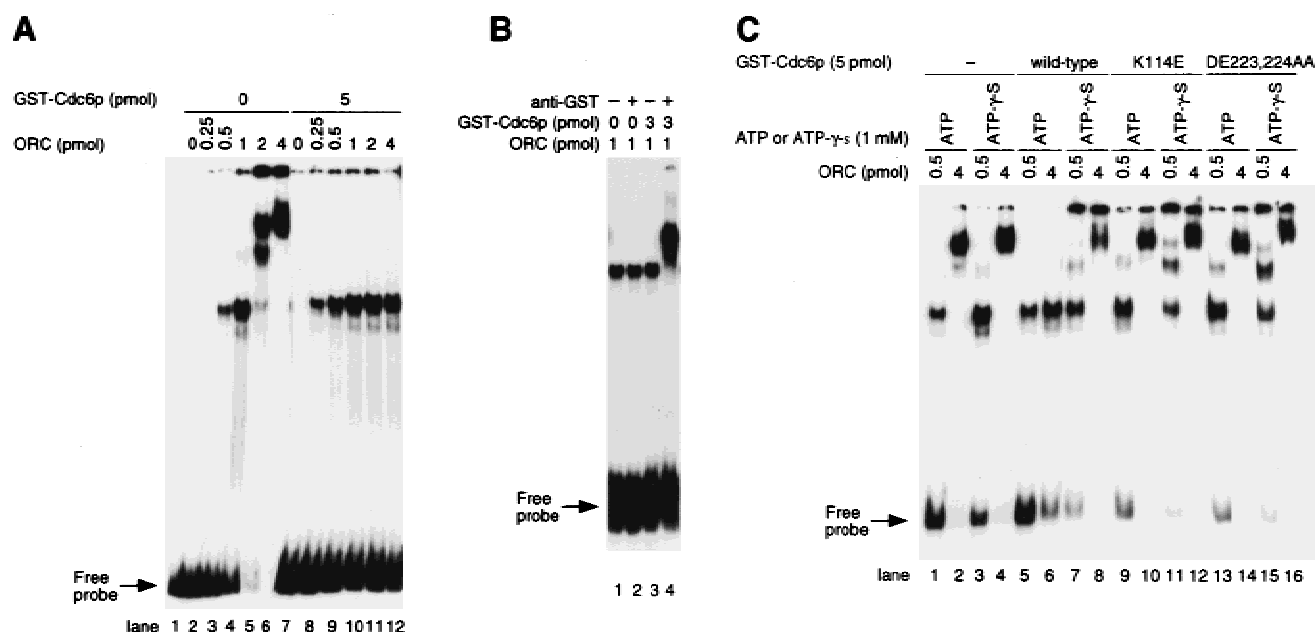 A
GST-Cdc6p (pmol) 0 5
ORC (pmol) 0 0.25 0.5 1 2 4 0 0.25 0.5 1 2 4
Free
probe
lane 1 2 3 4 5 6 7 8 9 10 11 12
B
anti-GST – + – +
GST-Cdc6p (pmol) 0 0 3 3
ORC (pmol) 1 1 1 1
Free
probe
1 2 3 4
C
GST-Cdc6p (5 pmol) – wild-type K114E DE223,224AA
ATP or ATP-γ-s (1 mM) ATP ATP-γ-S ATP ATP-γ-S ATP ATP-γ-S ATP ATP-γ-S
ORC (pmol) 0.5 4 0.5 4 0.5 4 0.5 4 0.5 4 0.5 4 0.5 4 0.5 4
Free
probe
lane 1 2 3 4 5 6 7 8 9 10 11 12 13 14 15 16